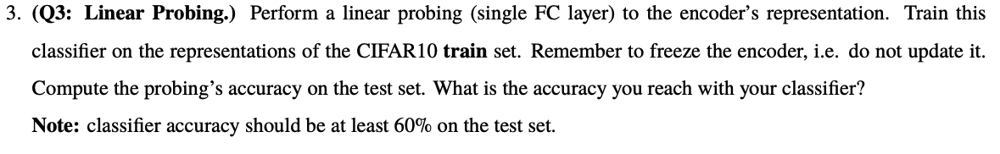 3. (Q3: Linear Probing.) Perform a linear probing (single FC layer) to the encoder's representation. Train this
classifier on the representations of the CIFAR10 train set. Remember to freeze the encoder, i.e. do not update it.
Compute the probing's accuracy on the test set. What is the accuracy you reach with your classifier?
Note: classifier accuracy should be at least 60% on the test set.